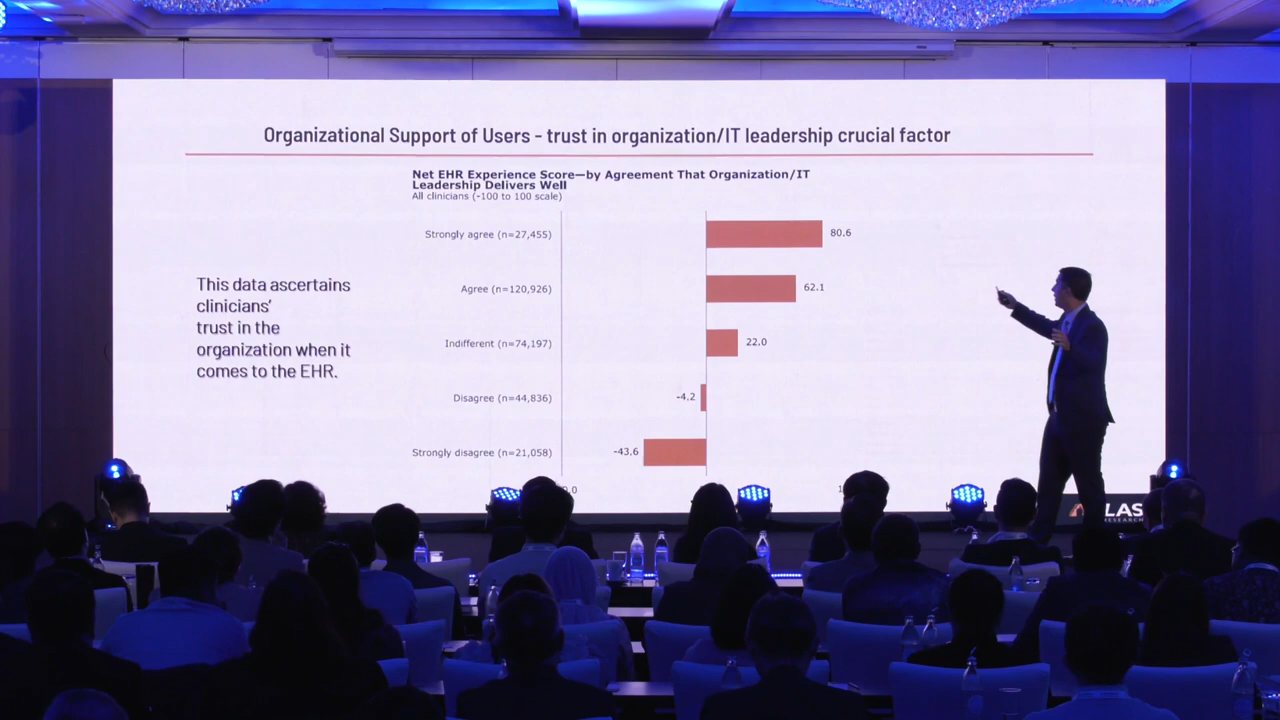 Organizational Support of Users - trust in organization/IT leadership crucial factor
Net EHR Experience Score—by Agreement That Organization/IT
Leadership Delivers Well
All clinicians (-100 to 100 scale)
Strongly agree (n=27,455)
80.6
Agree (n=120,926)
62.1
Indifferent (n=74,197)
22.0
Disagree (n=44,836)
-4.2
Strongly disagree (n=21,058)
-43.6
This data ascertains
clinicians’
trust in the
organization when it
comes to the EHR.
LAS
RESEARCH